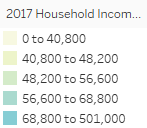 2017 Household Incom...
0 to 40,800
40,800 to 48,200
48,200 to 56,600
56,600 to 68,800
68,800 to 501,000